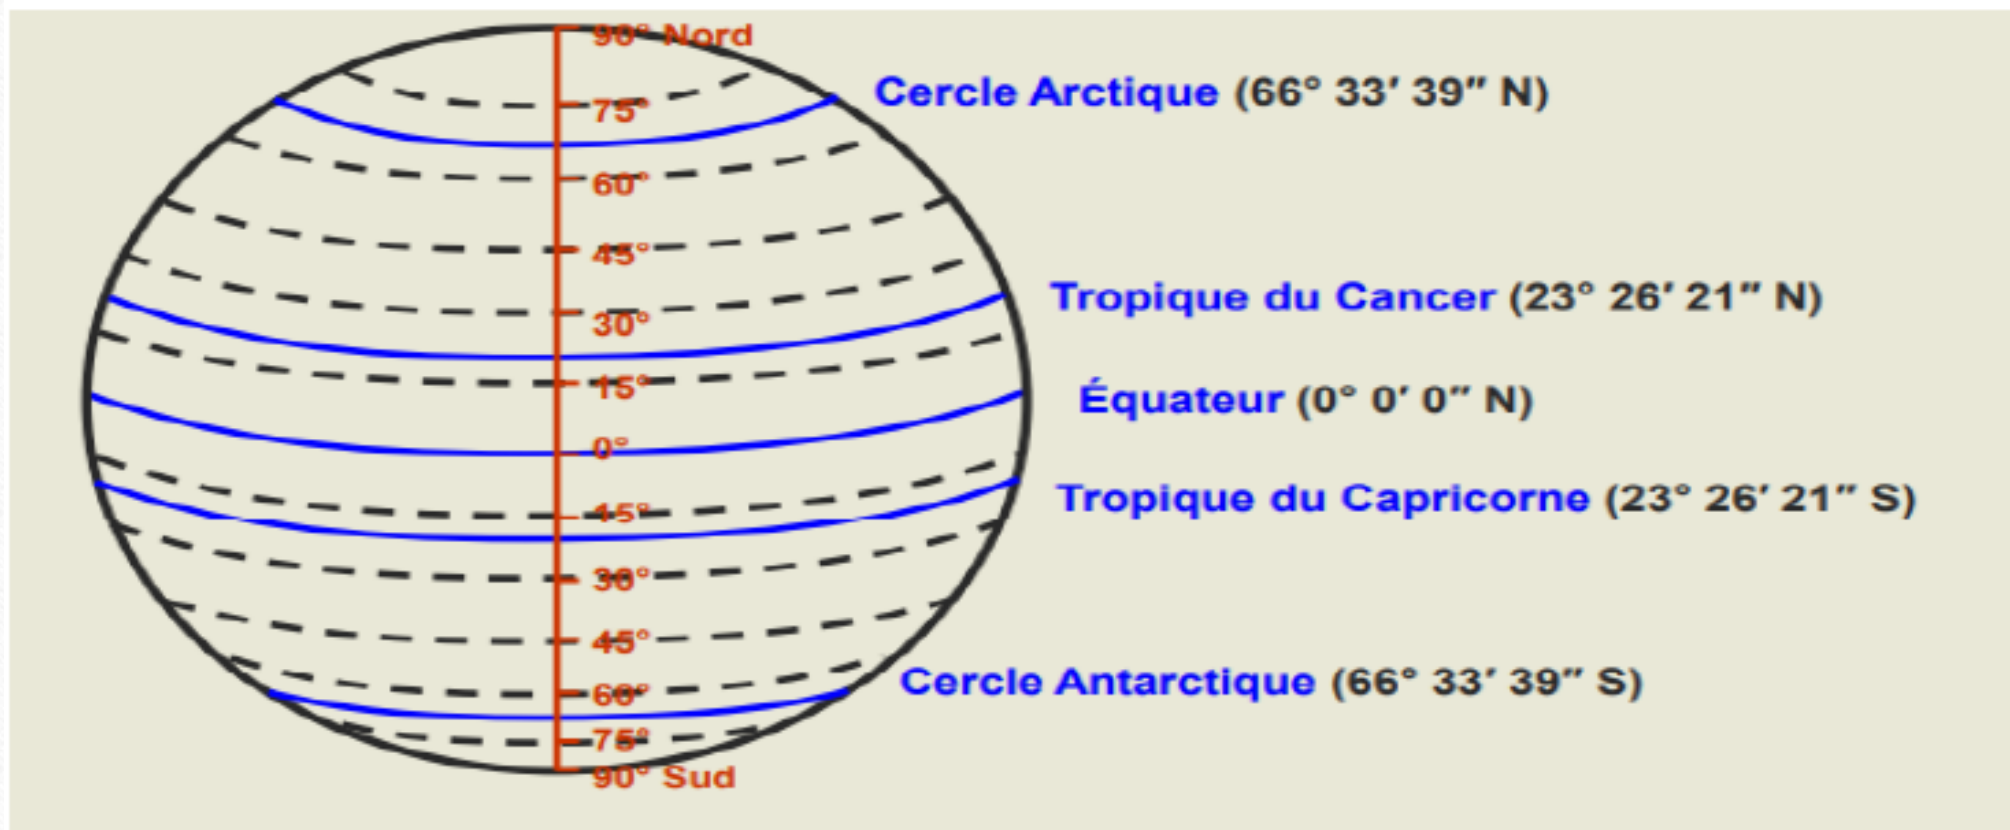 90° Nord
Cercle Arctique (66° 33′ 39″ N)
75°
60°
45°
Tropique du Cancer (23° 26′ 21″ N)
30°
15°
Équateur (0° 0′ 0″ N)
0°
Tropique du Capricorne (23° 26′ 21″ S)
15°
30°
45°
Cercle Antarctique (66° 33′ 39″ S)
60°
75°
90° Sud